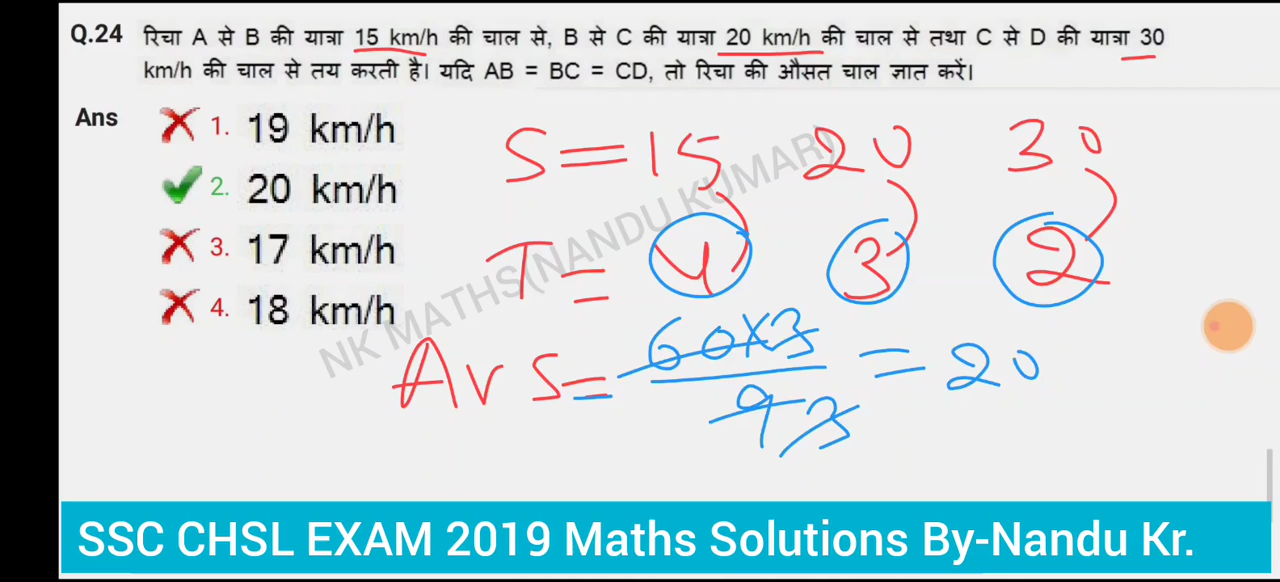 Q.24 रिचा A से B की यात्रा 15 km/h की चाल से, B से C की यात्रा 20 km/h की चाल से तथा C से D की यात्रा 30
km/h की चाल से तय करती है। यदि AB = BC = CD, तो रिचा की औसत चाल ज्ञात करें।
Ans
1. 19 km/h
2. 20 km/h
3. 17 km/h
4. 18 km/h
S = 15 20 30
T = 4 3 2
Av S = 60×3 / 9 3 = 20
NK MATHS(NANDU KUMAR)
SSC CHSL EXAM 2019 Maths Solutions By-Nandu Kr.